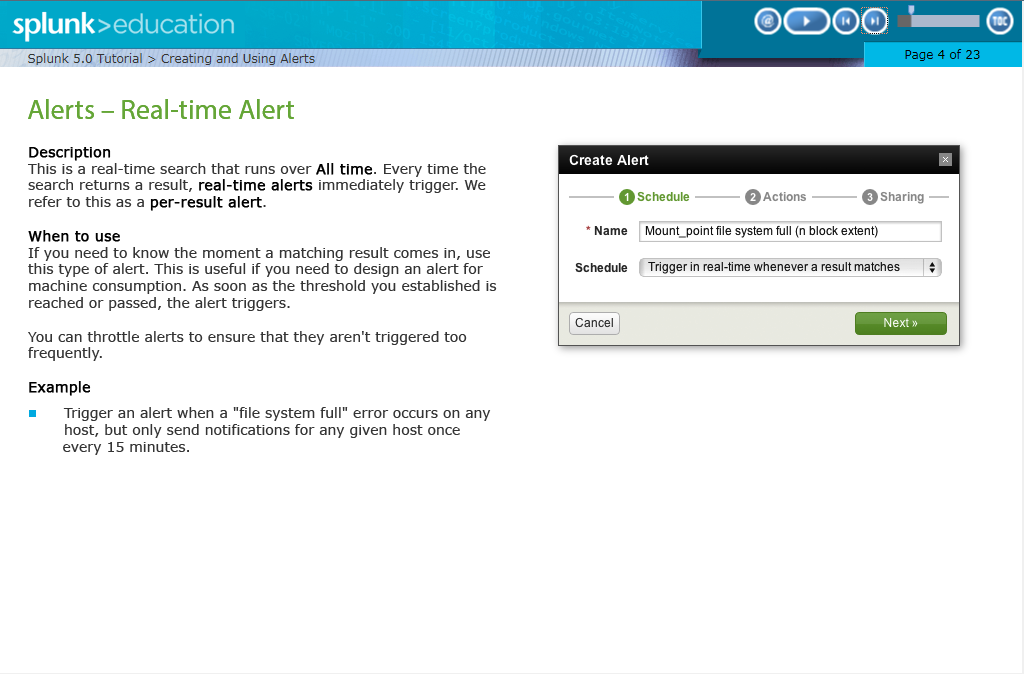 splunk>education
@
TOC
Splunk 5.0 Tutorial > Creating and Using Alerts
Page 4 of 23
Alerts – Real-time Alert
Description
This is a real-time search that runs over All time. Every time the
search returns a result, real-time alerts immediately trigger. We
refer to this as a per-result alert.
When to use
If you need to know the moment a matching result comes in, use
this type of alert. This is useful if you need to design an alert for
machine consumption. As soon as the threshold you established is
reached or passed, the alert triggers.
You can throttle alerts to ensure that they aren't triggered too
frequently.
Example
Trigger an alert when a "file system full" error occurs on any
host, but only send notifications for any given host once
every 15 minutes.
Create Alert
1 Schedule 2 Actions 3 Sharing
* Name Mount_point file system full (n block extent)
Schedule Trigger in real-time whenever a result matches
Cancel Next »